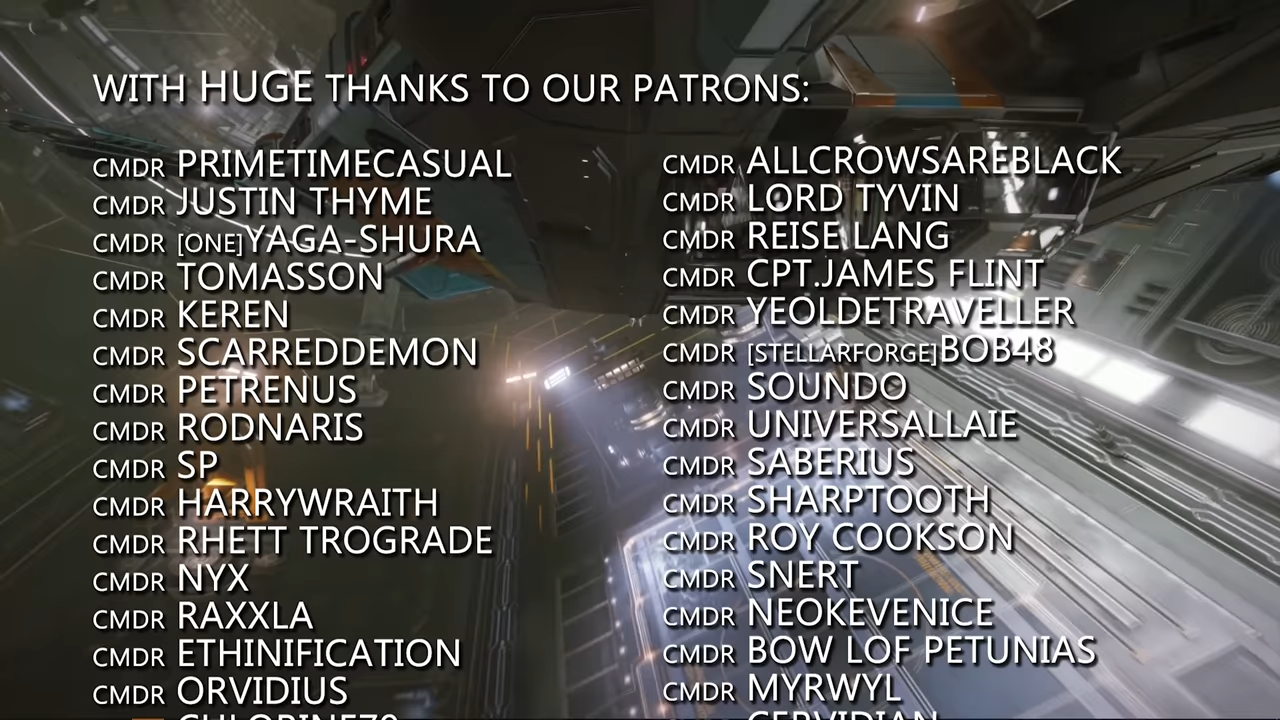 WITH HUGE THANKS TO OUR PATRONS:
CMDR PRIMETIMECASUAL
CMDR JUSTIN THYME
CMDR [ONE]YAGA-SHURA
CMDR TOMASSON
CMDR KEREN
CMDR SCARREDDEMON
CMDR PETRENUS
CMDR RODNARIS
CMDR SP
CMDR HARRYWRAITH
CMDR RHETT TROGRADE
CMDR NYX
CMDR RAXXLA
CMDR ETHINIFICATION
CMDR ORVIDIUS
CMDR ALLCROWSAREBLACK
CMDR LORD TYVIN
CMDR REISE LANG
CMDR CPT.JAMES FLINT
CMDR YEOLDETRAVELLER
CMDR [STELLARFORGE]BOB48
CMDR SOUNDO
CMDR UNIVERSALLAIE
CMDR SABERIUS
CMDR SHARPTOOTH
CMDR ROY COOKSON
CMDR SNERT
CMDR NEOKEVENICE
CMDR BOW LOF PETUNIAS
CMDR MYRWYL